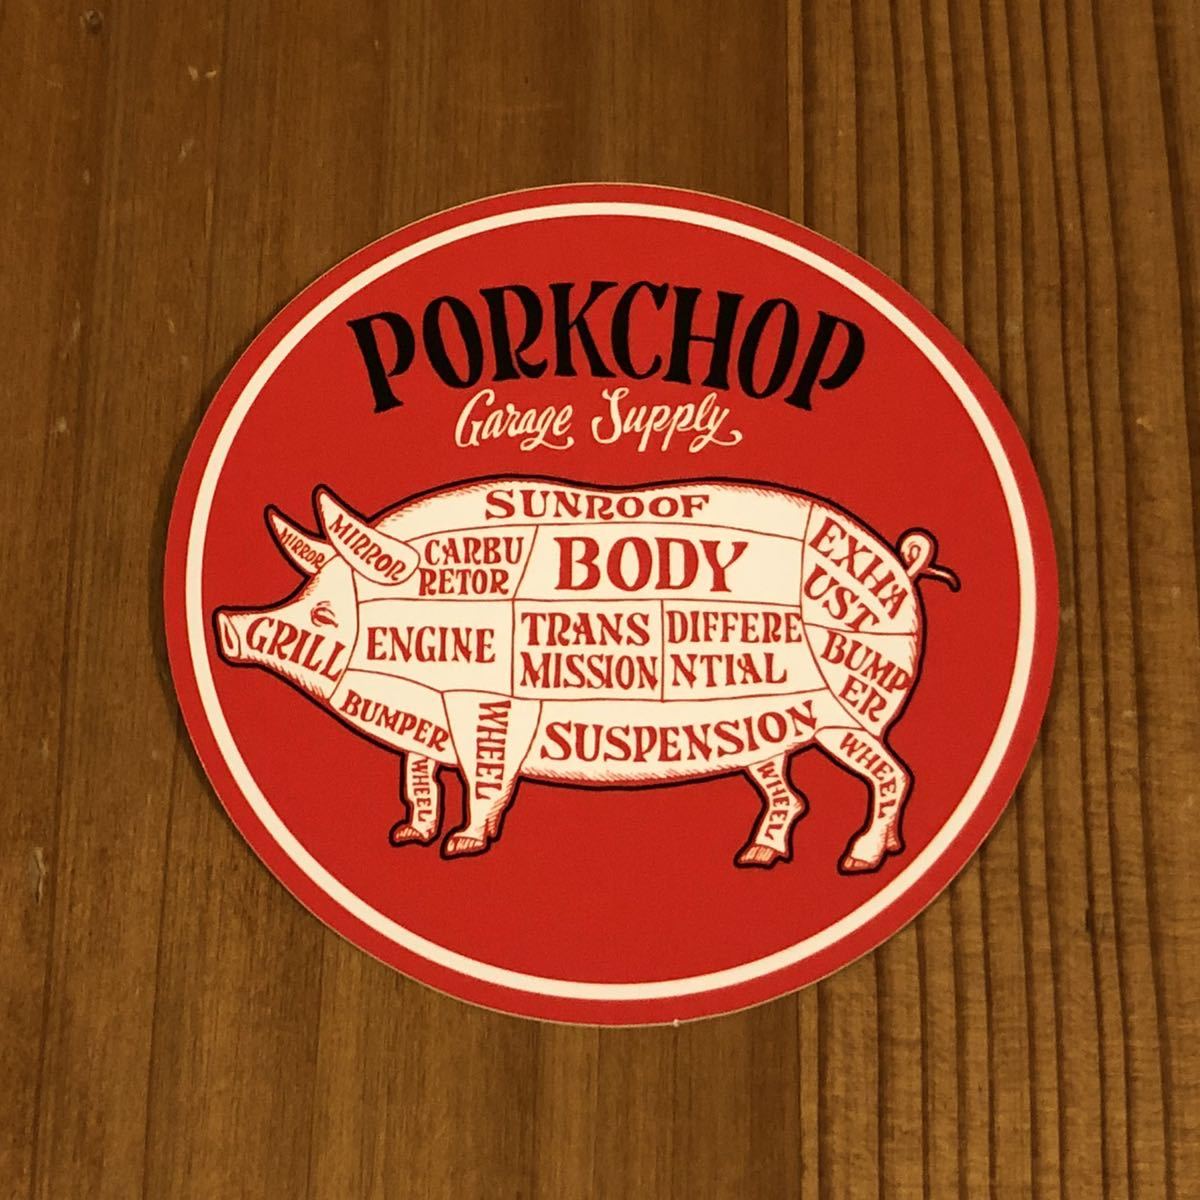 PORKCHOP
Garage Supply
SUNROOF
MIRROR
MIRROR
CARBU
RETOR
BODY
EXHA
UST
GRILL
ENGINE
TRANS
MISSION
DIFFERE
NTIAL
BUMP
ER
BUMPER
WHEEL
SUSPENSION
WHEEL
WHEEL
WHEEL